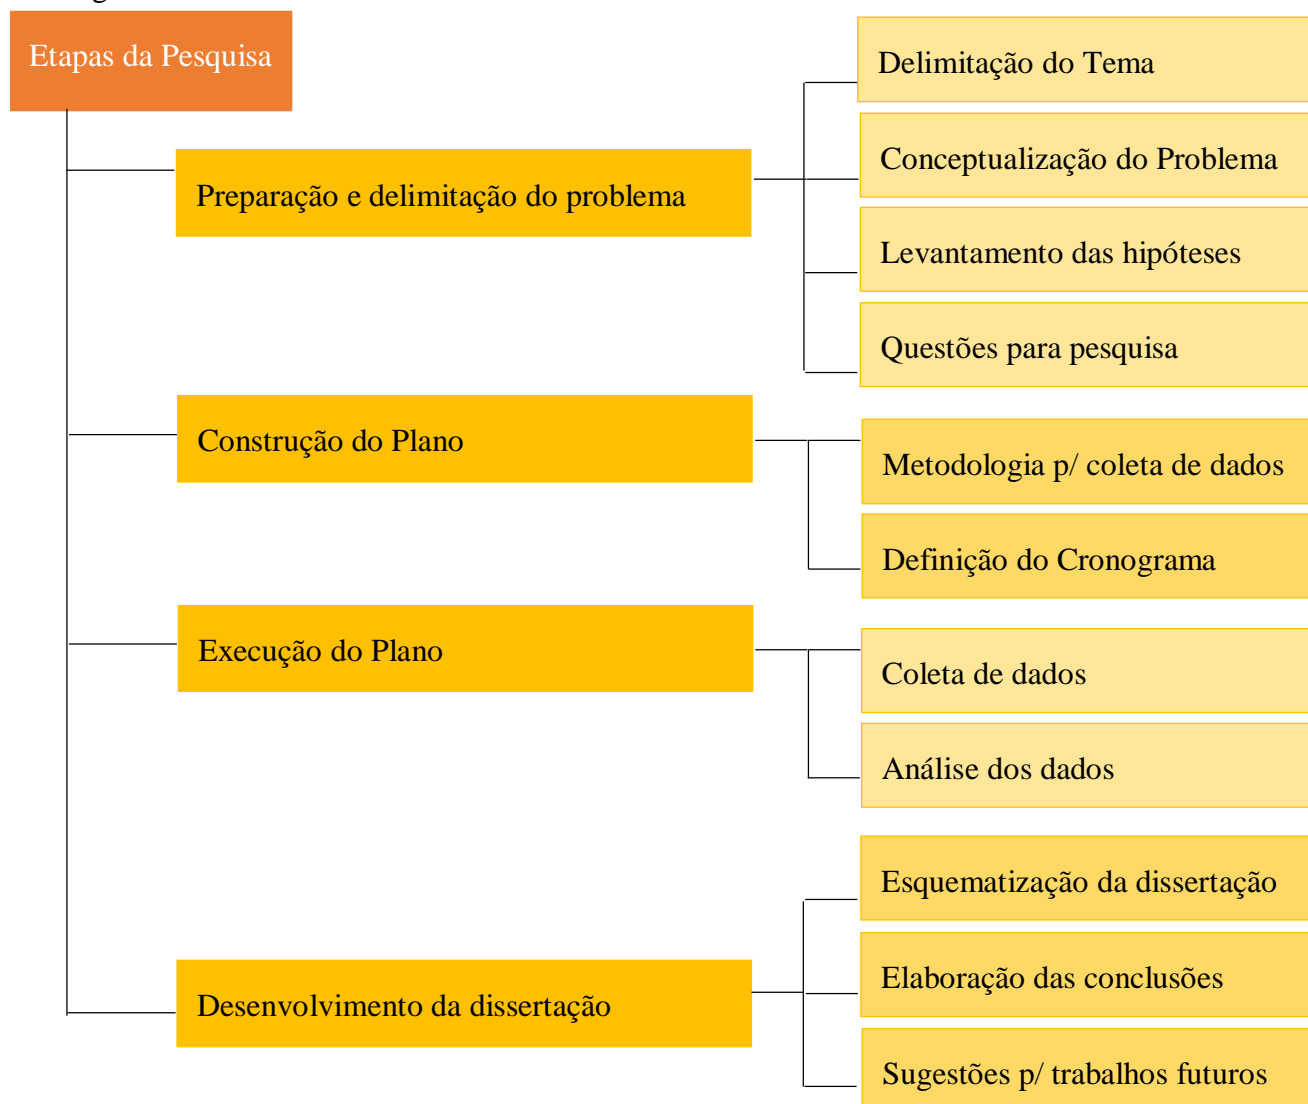 Etapas da Pesquisa
Preparação e delimitação do problema
Delimitação do Tema
Conceptualização do Problema
Levantamento das hipóteses
Questões para pesquisa
Construção do Plano
Metodologia p/ coleta de dados
Definição do Cronograma
Execução do Plano
Coleta de dados
Análise dos dados
Desenvolvimento da dissertação
Esquematização da dissertação
Elaboração das conclusões
Sugestões p/ trabalhos futuros